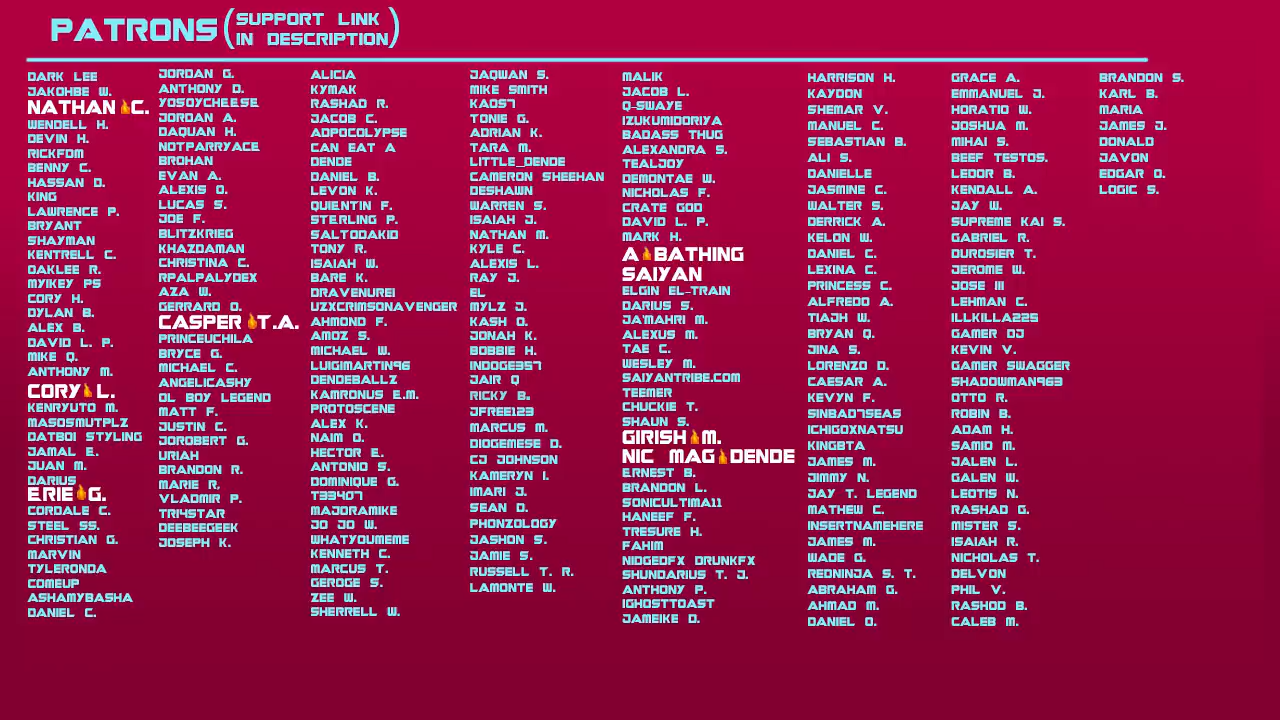 PATRONS (SUPPORT LINK
IN DESCRIPTION)
DARK LEE
JAKOHBE W.
NATHAN C.
WENDELL H.
DEVIN H.
RICKFDM
BENNY C.
HASSAN D.
KING
LAWRENCE P.
BRYANT
SHAYMAN
KENTRELL C.
OAKLEE R.
MYIKEY PS
CORY H.
DYLAN B.
ALEX B.
DAVID L. P.
MIKE Q.
ANTHONY M.
CORY L.
KENRYUTO M.
MASOSMUTPLZ
DATBOI STYLING
JAMAL E.
JUAN M.
DARIUS
ERIE G.
CORDALE C.
STEEL SS.
CHRISTIAN G.
MARVIN
TYLERONDA
COMEUP
ASHAMYBASHA
DANIEL C.
JORDAN G.
ANTHONY D.
YOSOYCHEESE
JORDAN A.
DAQUAN H.
NOTPARRYACE
BROHAN
EVAN A.
ALEXIS O.
LUCAS S.
JOE F.
BLITZKRIEG
KHAZDAMAN
CHRISTINA C.
RPALPALYDEX
AZA W.
GERRARD O.
CASPER T.A.
PRINCEUCHILA
BRYCE G.
MICHAEL C.
ANGELICASHY
OL BOY LEGEND
MATT F.
JUSTIN C.
JOROBERT G.
URIAH
BRANDON R.
MARIE R.
VLADMIR P.
TRI4STAR
DEEBEEGEEK
JOSEPH K.
ALICIA
KYMAK
RASHAD R.
JACOB C.
ADPOCOLYPSE
CAN EAT A
DENDE
DANIEL B.
LEVON K.
QUIENTIN F.
STERLING P.
SALTODAKID
TONY R.
ISAIAH W.
BARE K.
DRAVENUREI
UZXCRIMSONAVENGER
AHMOND F.
AMOZ S.
MICHAEL W.
LUIGIMARTIN96
DENDEBALLZ
KAMRONUS E.M.
PROTOSCENE
ALEX K.
NAIM O.
HECTOR E.
ANTONIO S.
DOMINIQUE G.
T33407
MAJORAMIKE
JO JO W.
WHATYOUMEME
KENNETH C.
MARCUS T.
GEROGE S.
ZEE W.
SHERRELL W.
JAQWAN S.
MIKE SMITH
KAOS7
TONIE G.
ADRIAN K.
TARA M.
LITTLE_DENDE
CAMERON SHEEHAN
DESHAWN
WARREN S.
ISAIAH J.
NATHAN M.
KYLE C.
ALEXIS L.
RAY J.
EL
MYLZ J.
KASH O.
JONAH K.
BOBBIE H.
INDOGE357
JAIR Q
RICKY B.
JFREE123
MARCUS M.
DIOGEMESE D.
CJ JOHNSON
KAMERYN I.
IMARI J.
SEAN D.
PHONZOLOGY
JASHON S.
JAMIE S.
RUSSELL T. R.
LAMONTE W.
MALIK
JACOB L.
Q-SWAYE
IZUKUMIDORIYA
BADASS THUG
ALEXANDRA S.
TEALJOY
DEMONTAE W.
NICHOLAS F.
CRATE GOD
DAVID L. P.
MARK H.
A BATHING
SAIYAN
ELGIN EL-TRAIN
DARIUS S.
JA'MAHRI M.
ALEXUS M.
TAE C.
WESLEY M.
SAIYANTRIBE.COM
TEEMER
CHUCKIE T.
SHAUN S.
GIRISH M.
NIC MAG DENDE
ERNEST B.
BRANDON L.
SONICULTIMA11
HANEEF F.
TRESURE H.
FAHIM
NIDGEDFX DRUNKFX
SHUNDARIUS T. J.
ANTHONY P.
IGHOSTTOAST
JAMEIKE D.
HARRISON H.
KAYDON
SHEMAR V.
MANUEL C.
SEBASTIAN B.
ALI S.
DANIELLE
JASMINE C.
WALTER S.
DERRICK A.
KELON W.
DANIEL C.
LEXINA C.
PRINCESS C.
ALFREDO A.
TIAJH W.
BRYAN Q.
JINA S.
LORENZO D.
CAESAR A.
KEVYN F.
SINBAD7SEAS
ICHIGOXNATSU
KINGBTA
JAMES M.
JIMMY N.
JAY T. LEGEND
MATHEW C.
INSERTNAMEHERE
JAMES M.
WADE G.
REDNINJA S. T.
ABRAHAM G.
AHMAD M.
DANIEL O.
GRACE A.
EMMANUEL J.
HORATIO W.
JOSHUA M.
MIHAI S.
BEEF TESTOS.
LEDOR B.
KENDALL A.
JAY W.
SUPREME KAI S.
GABRIEL R.
DUROSIER T.
JEROME W.
JOSE III
LEHMAN C.
ILLKILLA225
GAMER DJ
KEVIN V.
GAMER SWAGGER
SHADOWMAN963
OTTO R.
ROBIN B.
ADAM H.
SAMID M.
JALEN L.
GALEN W.
LEOTIS N.
RASHAD G.
MISTER S.
ISAIAH R.
NICHOLAS T.
DELVON
PHIL V.
RASHOD B.
CALEB M.
BRANDON S.
KARL B.
MARIA
JAMES J.
DONALD
JAVON
EDGAR O.
LOGIC S.